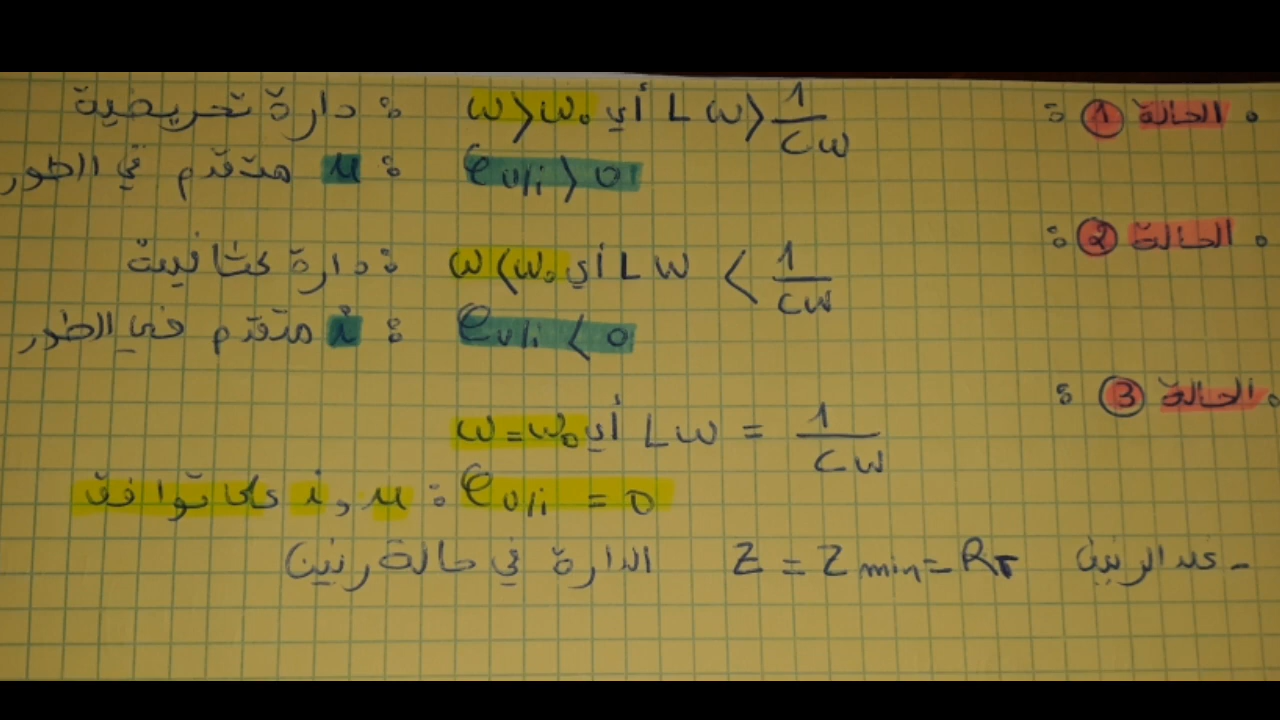 • الحالة 1 : ω > ω₀ أي Lω > 1/Cω : دارة تحريضية
φu/i > 0 : u متقدم في الطور
• الحالة 2 : ω < ω₀ أي Lω < 1/Cω : دارة كثافية
φu/i < 0 : i متقدم في الطور
• الحالة 3 : ω = ω₀ أي Lω = 1/Cω
φu/i = 0 : u و i على توافق
- عند الرنين Z = Zmin = RT الدارة في حالة رنين